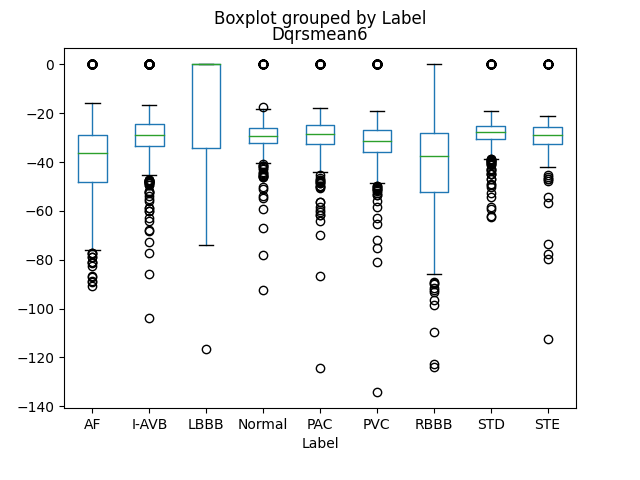 Boxplot grouped by Label
Dqrsmean6
0
−20
−40
−60
−80
−100
−120
−140
AF I-AVB LBBB Normal PAC PVC RBBB STD STE
Label